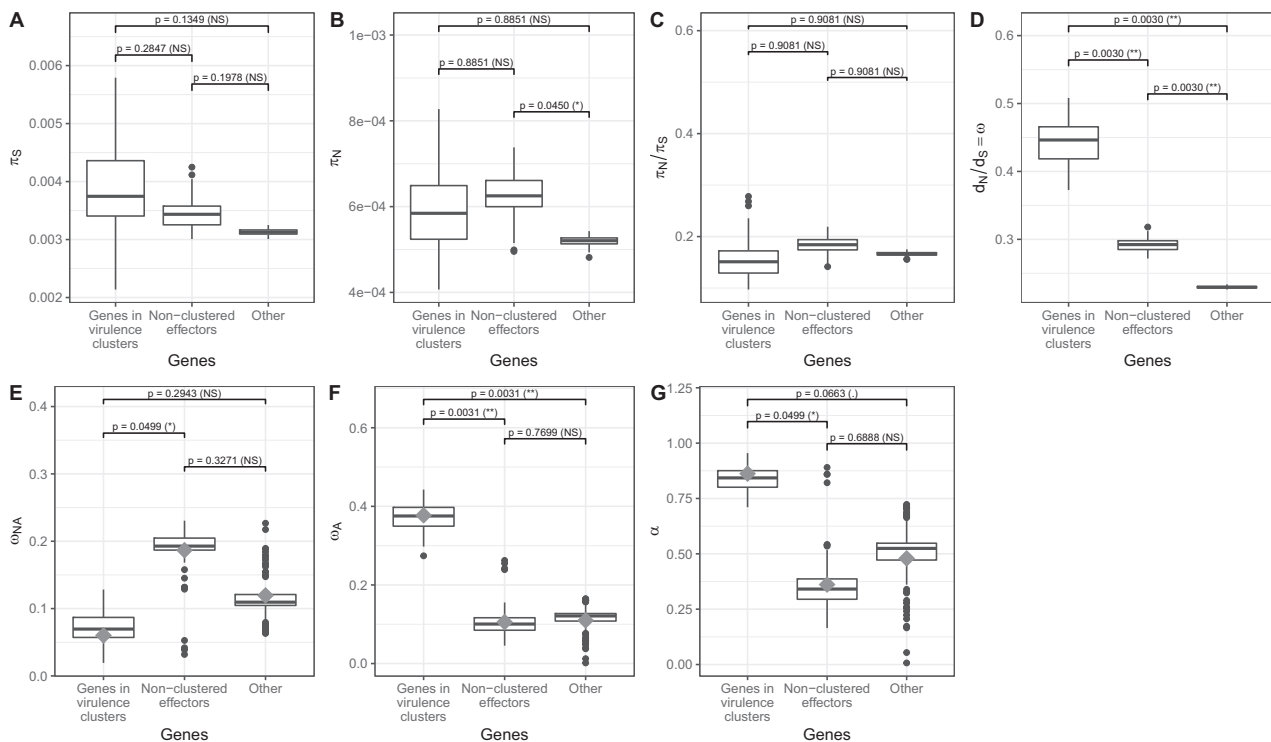 A
p = 0.1349 (NS)
p = 0.2847 (NS)
p = 0.1978 (NS)
0.006
0.005
0.004
0.003
0.002
πS
Genes in
virulence
clusters
Non−clustered
effectors
Other
Genes
B
p = 0.8851 (NS)
p = 0.8851 (NS)
p = 0.0450 (*)
1e−03
8e−04
6e−04
4e−04
πN
Genes in
virulence
clusters
Non−clustered
effectors
Other
Genes
C
p = 0.9081 (NS)
p = 0.9081 (NS)
p = 0.9081 (NS)
0.6
0.4
0.2
πN/πS
Genes in
virulence
clusters
Non−clustered
effectors
Other
Genes
D
p = 0.0030 (**)
p = 0.0030 (**)
p = 0.0030 (**)
0.6
0.5
0.4
0.3
dN/dS = ω
Genes in
virulence
clusters
Non−clustered
effectors
Other
Genes
E
p = 0.2943 (NS)
p = 0.0499 (*)
p = 0.3271 (NS)
0.4
0.3
0.2
0.1
0.0
ωNA
Genes in
virulence
clusters
Non−clustered
effectors
Other
Genes
F
p = 0.0031 (**)
p = 0.0031 (**)
p = 0.7699 (NS)
0.6
0.4
0.2
0.0
ωA
Genes in
virulence
clusters
Non−clustered
effectors
Other
Genes
G
p = 0.0663 (.)
p = 0.0499 (*)
p = 0.6888 (NS)
1.25
1.00
0.75
0.50
0.25
0.00
α
Genes in
virulence
clusters
Non−clustered
effectors
Other
Genes